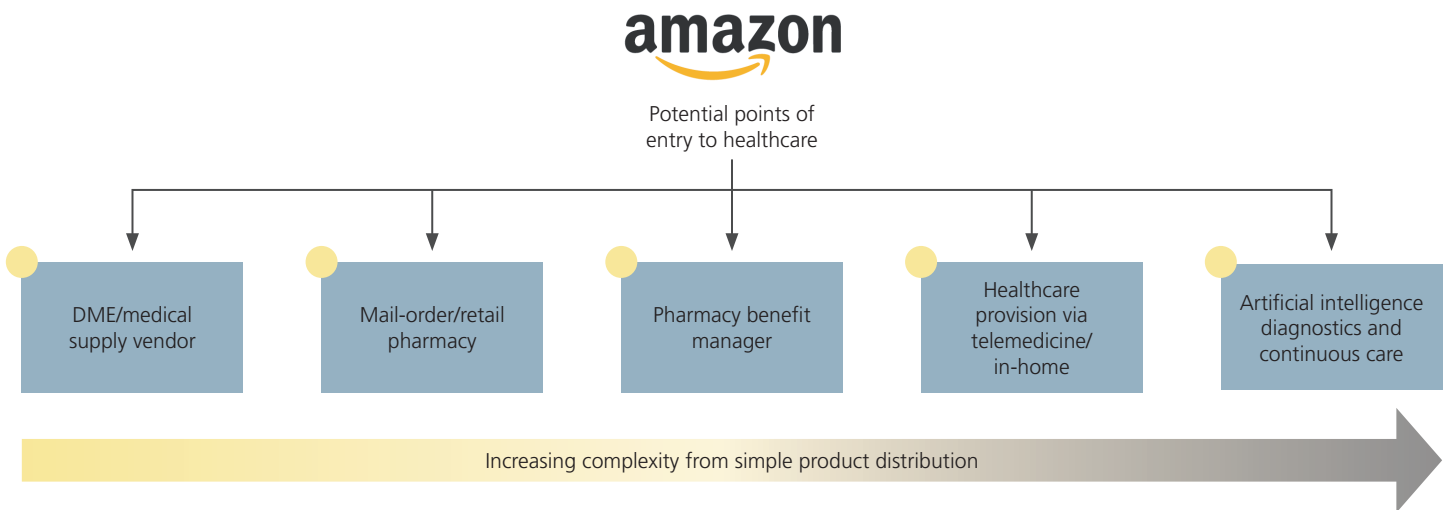 amazon
Potential points of
entry to healthcare
DME/medical
supply vendor
Mail-order/retail
pharmacy
Pharmacy benefit
manager
Healthcare
provision via
telemedicine/
in-home
Artificial intelligence
diagnostics and
continuous care
Increasing complexity from simple product distribution